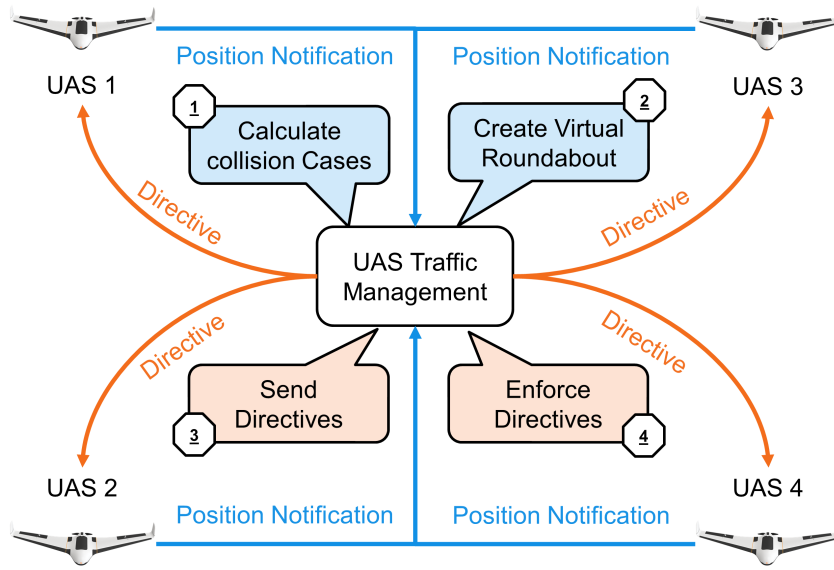 Position Notification
Position Notification
UAS 1
UAS 3
1
Calculate
collision Cases
2
Create Virtual
Roundabout
Directive
Directive
UAS Traffic
Management
Directive
Directive
Send
Directives
3
Enforce
Directives
4
UAS 2
UAS 4
Position Notification
Position Notification